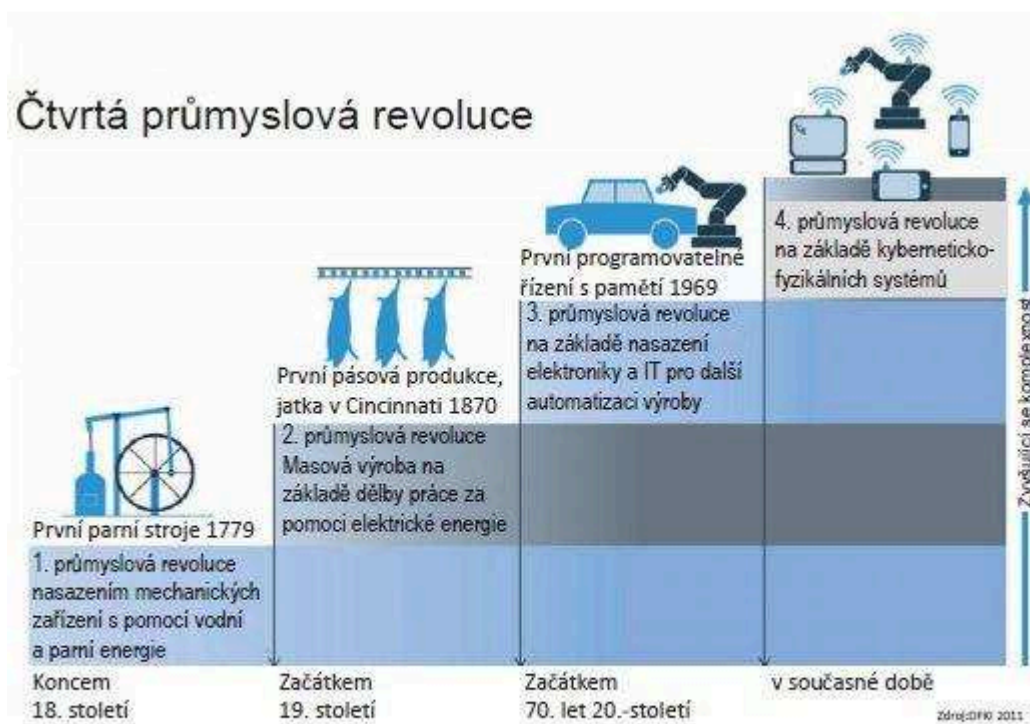 Čtvrtá průmyslová revoluce
První parní stroje 1779
1. průmyslová revoluce
nasazením mechanických
zařízení s pomocí vodní
a parní energie
Koncem
18. století
První pásová produkce,
jatka v Cincinnati 1870
2. průmyslová revoluce
Masová výroba na
základě dělby práce za
pomoci elektrické energie
Začátkem
19. století
První programovatelné
řízení s pamětí 1969
3. průmyslová revoluce
na základě nasazení
elektroniky a IT pro další
automatizaci výroby
Začátkem
70. let 20.-století
4. průmyslová revoluce
na základě kyberneticko-
fyzikálních systémů
v současné době
Zvyšující se komplexnost
Zdroj:DFKI 2011